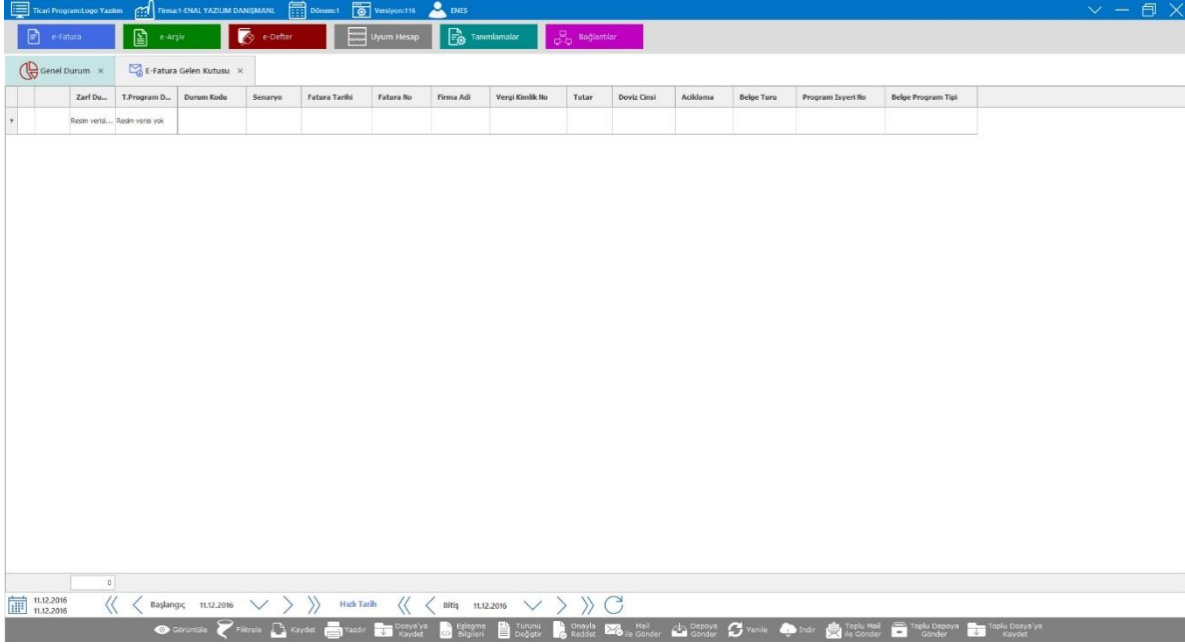 Ticari Program:Logo Yazılım Firma:1-ENAL YAZILIM DANIŞMANL Dönem:1 Versiyon:116 ENES
e-Fatura e-Arşiv e-Defter Uyum Hesap Tanımlamalar Bağlantılar
Genel Durum × E-Fatura Gelen Kutusu ×
Zarf Du... T.Program D... Durum Kodu Senaryo Fatura Tarihi Fatura No Firma Adi Vergi Kimlik No Tutar Doviz Cinsi Aciklama Belge Turu Program Isyeri No Belge Program Tipi
Resim verisi... Resim verisi yok
0
11.12.2016
11.12.2016
Başlangıç 11.12.2016 Hızlı Tarih Bitiş 11.12.2016
Görüntüle Filtrele Kaydet Yazdır Dosya'ya Kaydet Eşleşme Bilgileri Türünü Değiştir Onayla Reddet Mail ile Gönder Depoya Gönder Yenile İndir Toplu Mail ile Gönder Toplu Depoya Gönder Toplu Dosya'ya Kaydet